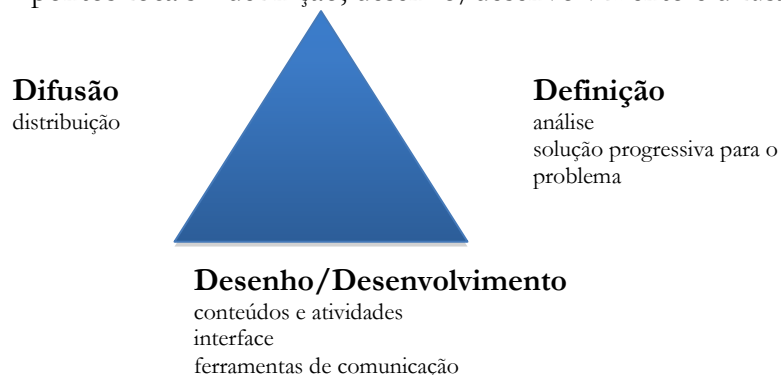 Difusão
distribuição
Definição
análise
solução progressiva para o
problema
Desenho/Desenvolvimento
conteúdos e atividades
interface
ferramentas de comunicação